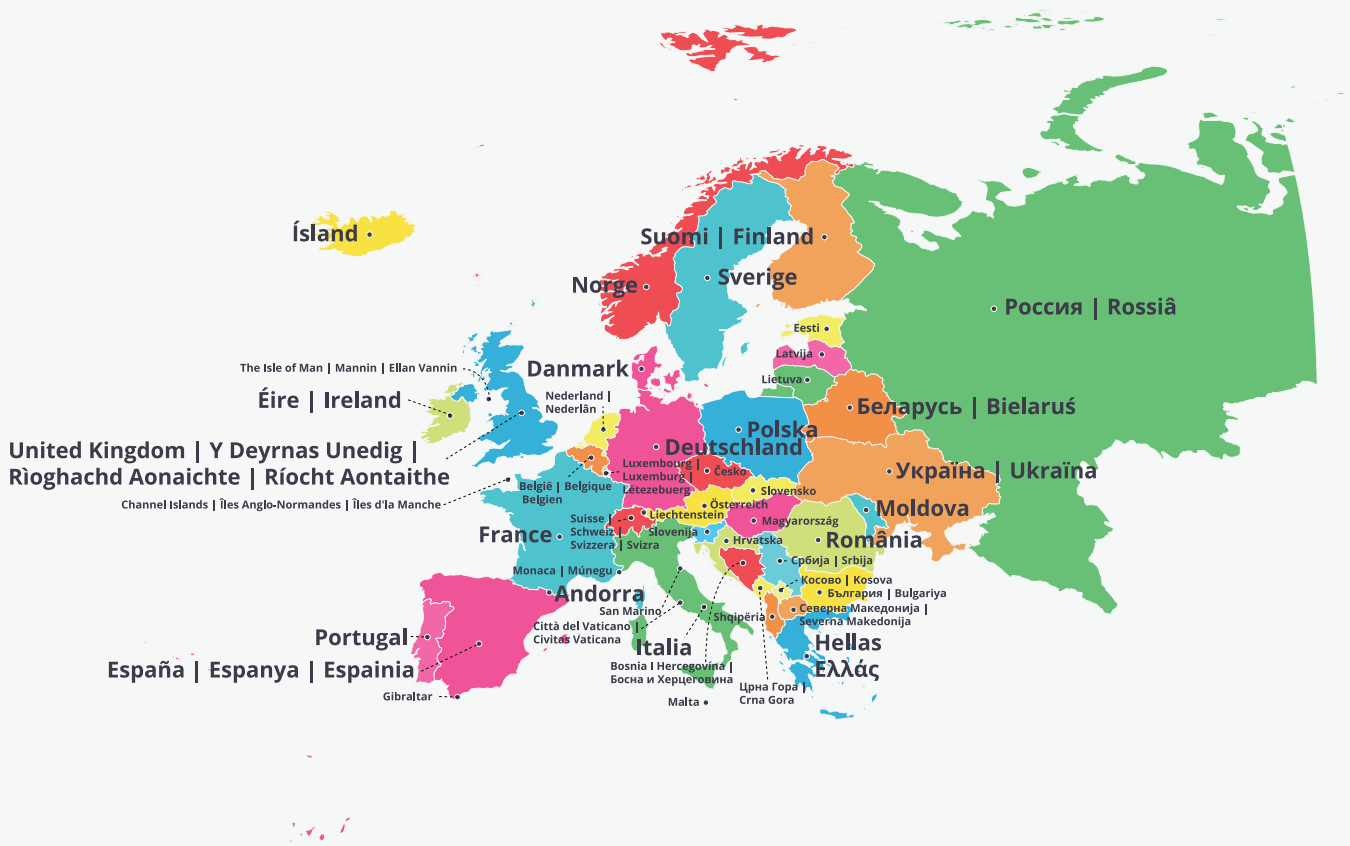 Ísland
Suomi | Finland
Norge
Sverige
Россия | Rossiâ
Eesti
Latvija
The Isle of Man | Mannin | Ellan Vannin
Danmark
Lietuva
Éire | Ireland
Nederland |
Nederlân
Беларусь | Bielaruś
Polska
United Kingdom | Y Deyrnas Unedig |
Rìoghachd Aonaichte | Ríocht Aontaithe
Deutschland
Luxembourg |
Luxemburg |
Lëtezebuerg
Česko
Україна | Ukraïna
België | Belgique
Belgien
Slovensko
Channel Islands | Îles Anglo-Normandes | Îles d'la Manche
Österreich
Moldova
Liechtenstein
Suisse |
Schweiz |
Svizzera | Svizra
Magyarország
Slovenija
France
Hrvatska
România
Србија | Srbija
Monaca | Múnegu
Косово | Kosova
Andorra
България | Bulgariya
San Marino
Shqipëria
Северна Македонија |
Severna Makedonija
Città del Vaticano |
Civitas Vaticana
Portugal
Italia
Hellas
Ελλάς
España | Espanya | Espainia
Bosnia I Hercegovína |
Босна и Херцеговина
Црна Гора |
Crna Gora
Gibraltar
Malta